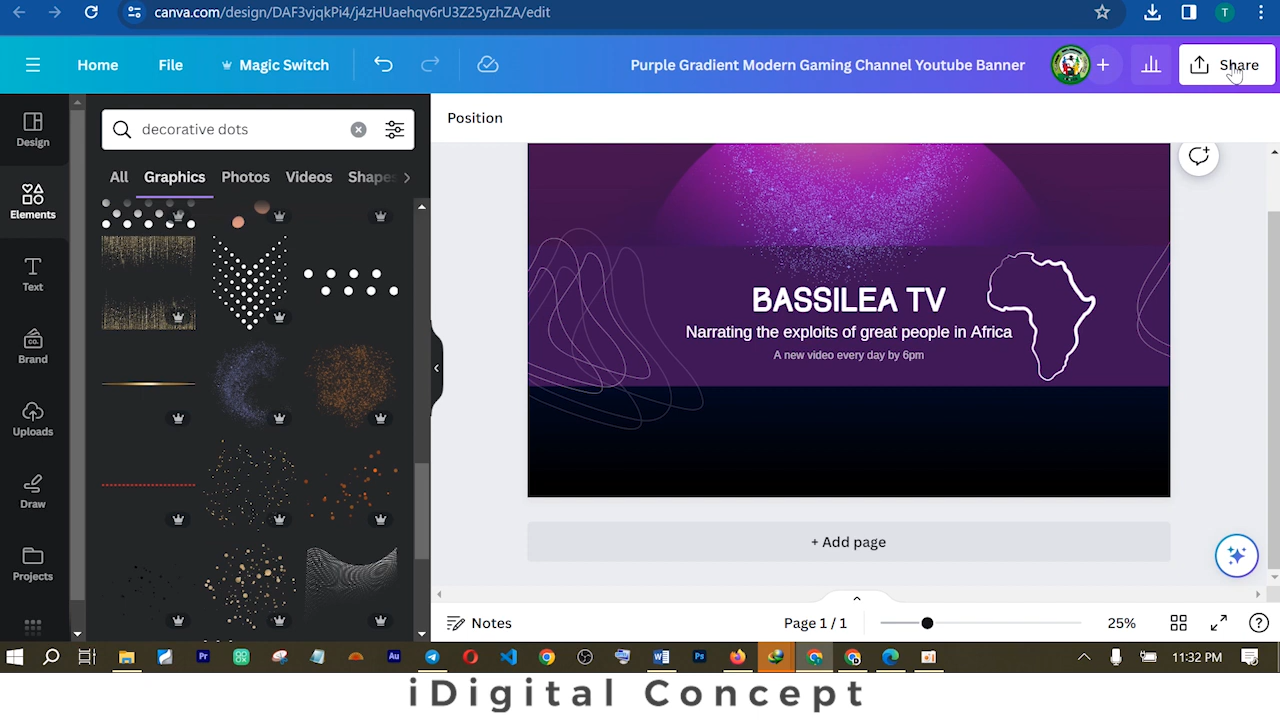 canva.com/design/DAF3vjqkPi4/j4zHUaehqv6rU3Z25yzhZA/edit
T
Home
File
Magic Switch
Purple Gradient Modern Gaming Channel Youtube Banner
+
Share
Design
Elements
Text
Brand
Uploads
Draw
Projects
decorative dots
All
Graphics
Photos
Videos
Shapes
Position
BASSILEA TV
Narrating the exploits of great people in Africa
A new video every day by 6pm
+ Add page
Notes
Page 1 / 1
25%
11:32 PM
iDigital Concept